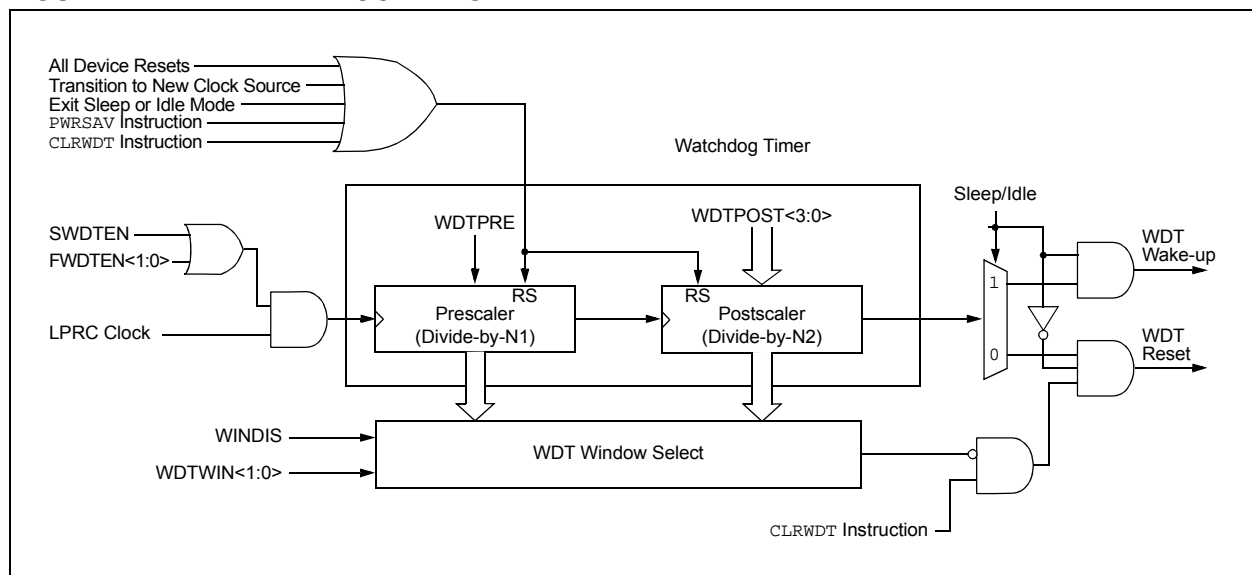 All Device Resets
Transition to New Clock Source
Exit Sleep or Idle Mode
PWRSAV Instruction
CLRWDT Instruction
Watchdog Timer
Sleep/Idle
WDTPRE
WDTPOST<3:0>
SWDTEN
FWDTEN<1:0>
WDT
Wake-up
RS
RS
1
Prescaler
(Divide-by-N1)
Postscaler
(Divide-by-N2)
LPRC Clock
WDT
Reset
0
WINDIS
WDT Window Select
WDTWIN<1:0>
CLRWDT Instruction